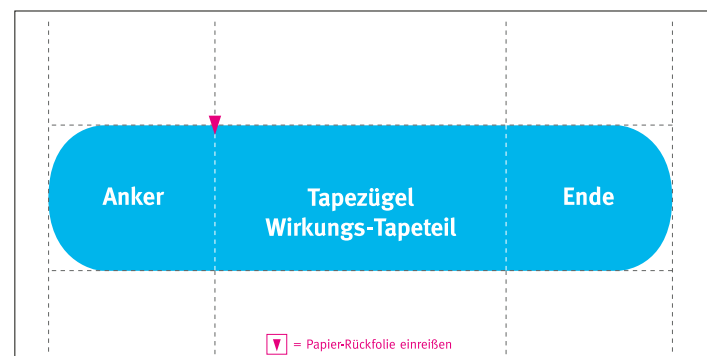 Anker
Tapezügel
Wirkungs-Tapeteil
Ende
= Papier-Rückfolie einreißen